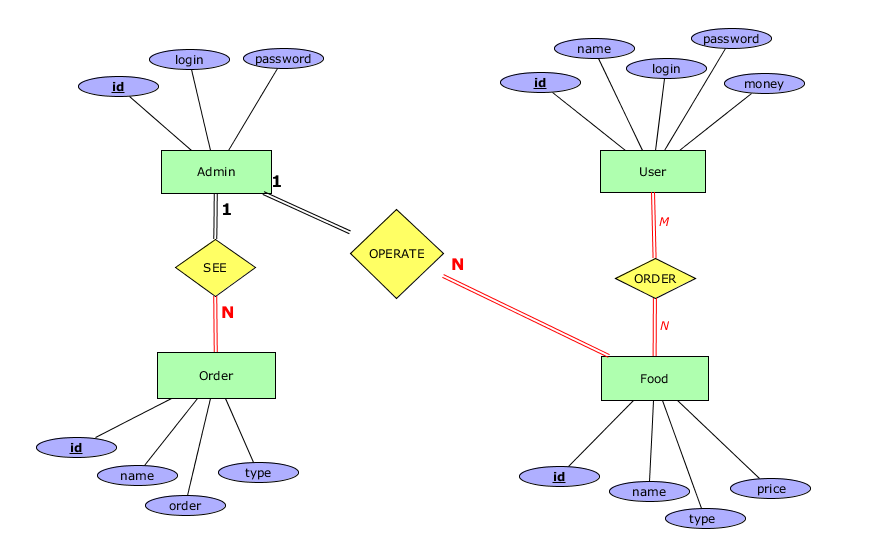 password
name
login
password
login
id
id
money
Admin
User
1
1
M
OPERATE
SEE
N
ORDER
N
N
Order
Food
id
type
name
id
price
name
order
type